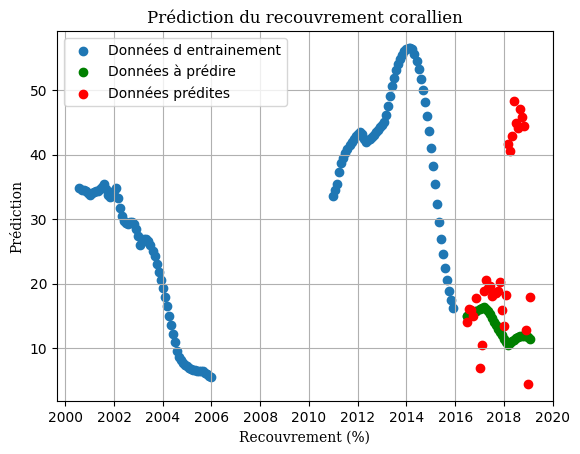 Prédiction du recouvrement corallien
Données d entrainement
Données à prédire
Données prédites
Prédiction
50
40
30
20
10
2000 2002 2004 2006 2008 2010 2012 2014 2016 2018 2020
Recouvrement (%)